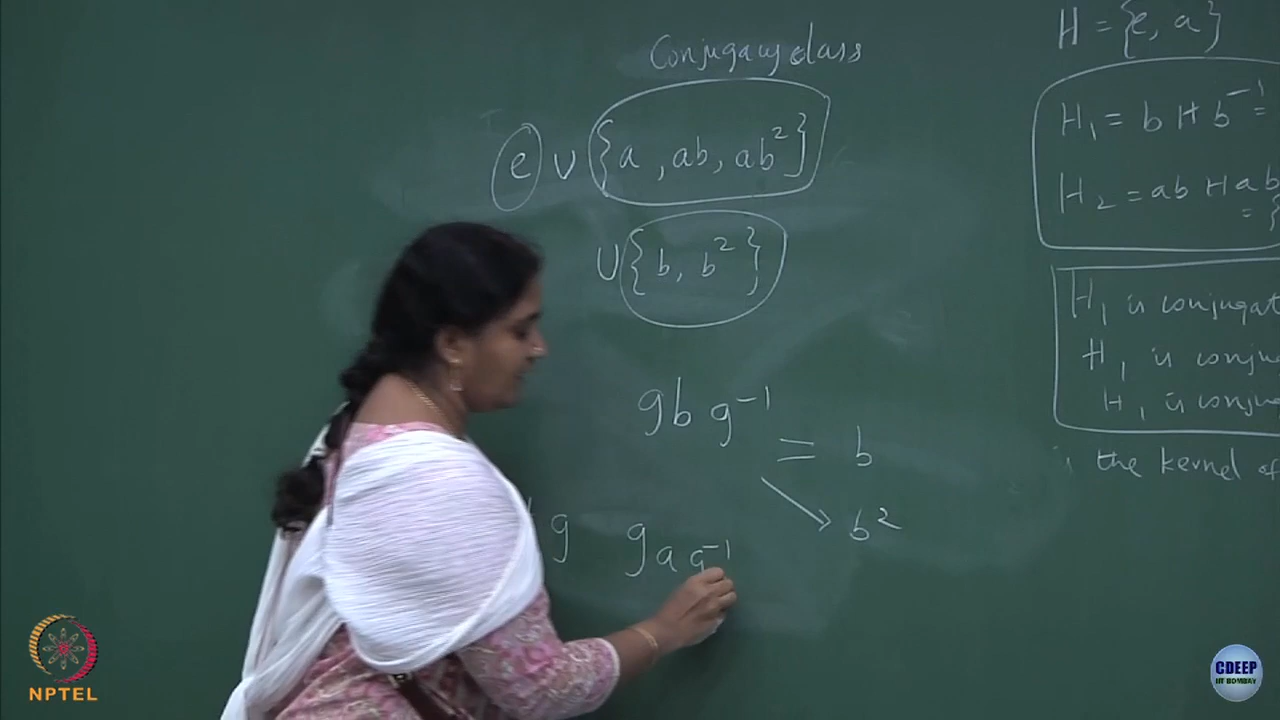 Conjugacy class
e ∪ {a, ab, ab²}
∪ {b, b²}
g b g⁻¹ = b
b²
g g a g⁻¹
H = {e, a}
H₁ = b H b⁻¹ =
H₂ = ab H ab
= {
H₁ is conjugat
H₁ is conju
H₁ is conju
the kernel of
NPTEL
CDEEP
IIT BOMBAY